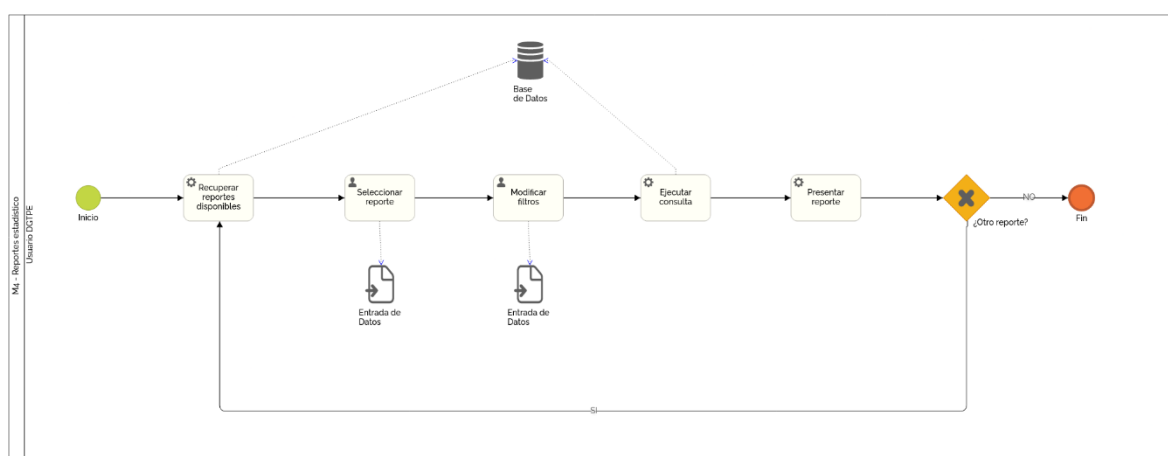 M4 - Reportes estadístico
Usuario DGTPE
Base
de Datos
Inicio
Recuperar
reportes
disponibles
Seleccionar
reporte
Modificar
filtros
Ejecutar
consulta
Presentar
reporte
¿Otro reporte?
NO
Fin
Entrada de
Datos
Entrada de
Datos
SI